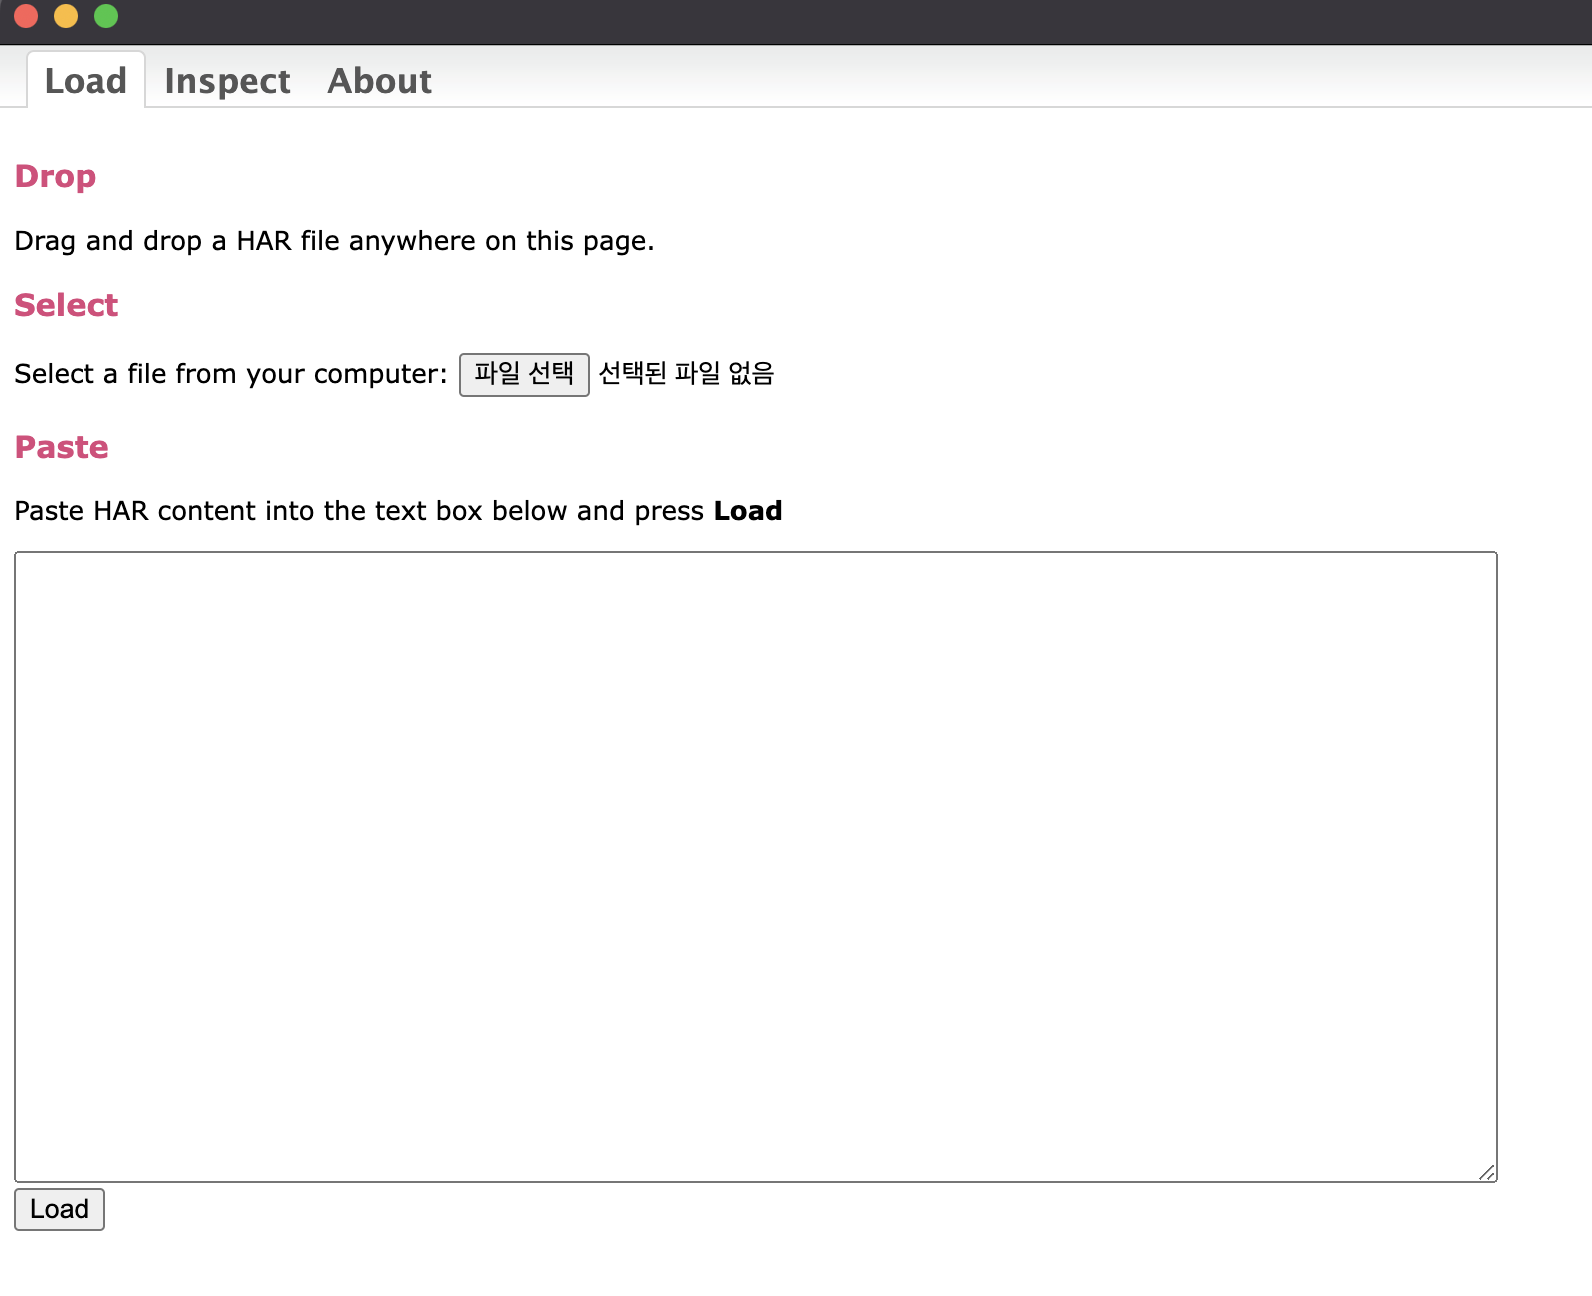 Load Inspect About
Drop
Drag and drop a HAR file anywhere on this page.
Select
Select a file from your computer: 파일 선택 선택된 파일 없음
Paste
Paste HAR content into the text box below and press Load
Load